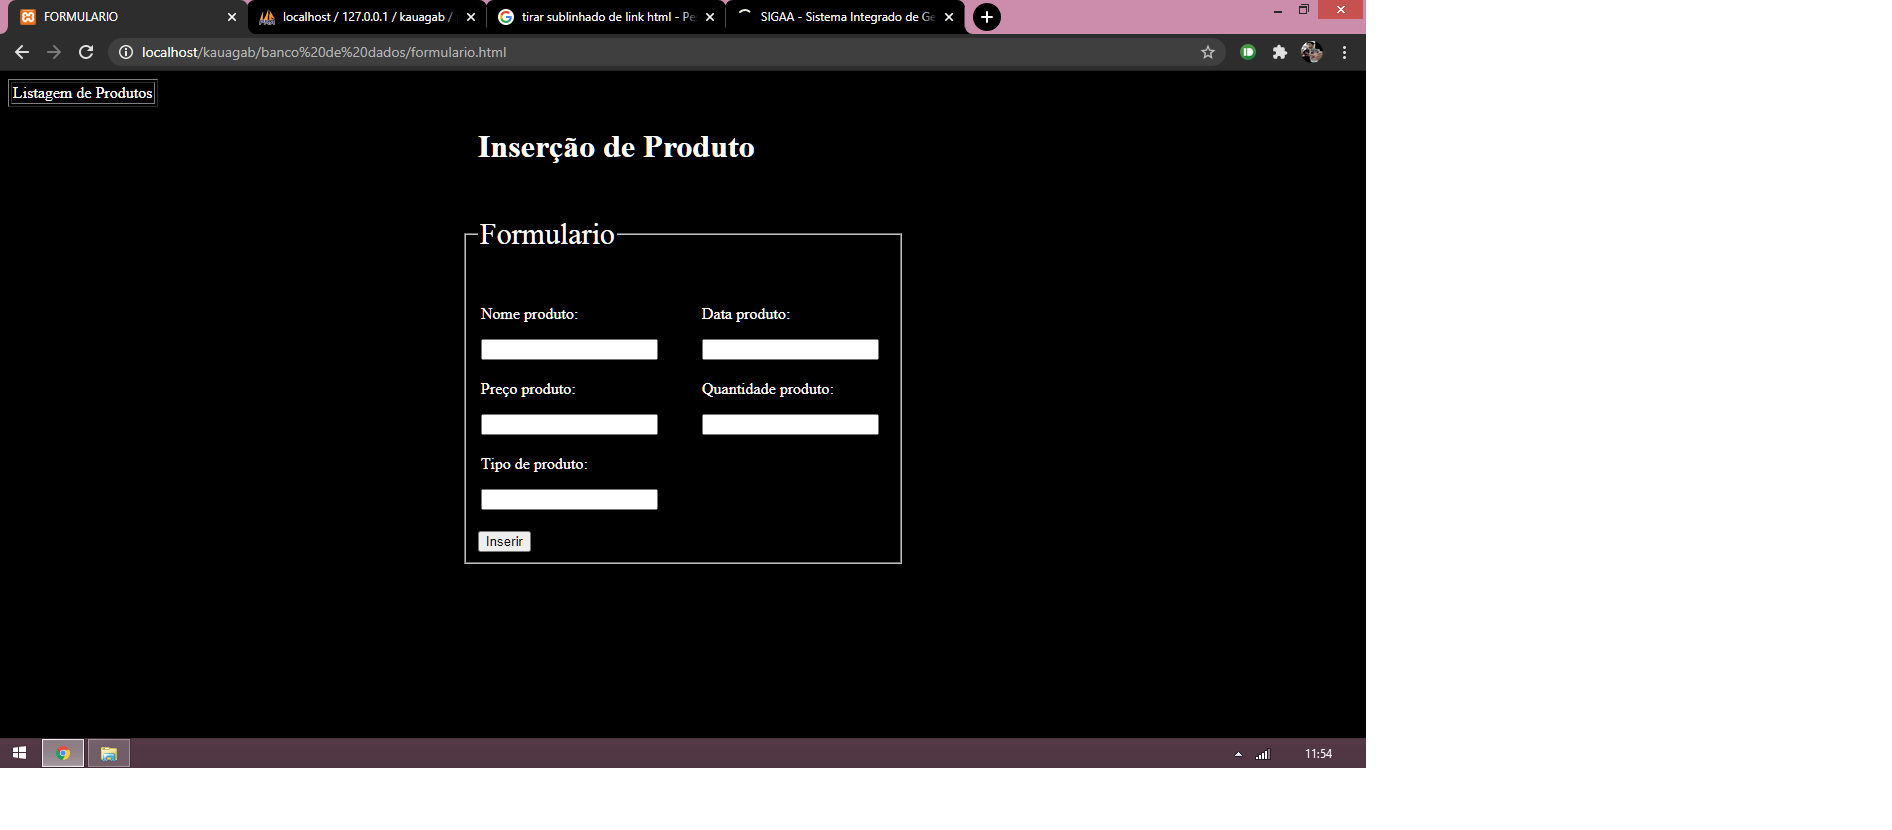 FORMULARIO
localhost / 127.0.0.1 / kauagab /
tirar sublinhado de link html - Pe
SIGAA - Sistema Integrado de Ge
localhost/kauagab/banco%20de%20dados/formulario.html
Listagem de Produtos
Inserção de Produto
Formulario
Nome produto:
Data produto:
Preço produto:
Quantidade produto:
Tipo de produto:
Inserir
11:54